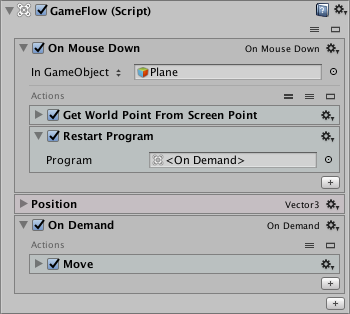 GameFlow (Script)
On Mouse Down On Mouse Down
In GameObject Plane
Actions
Get World Point From Screen Point
Restart Program
Program <On Demand>
Position Vector3
On Demand On Demand
Actions
Move